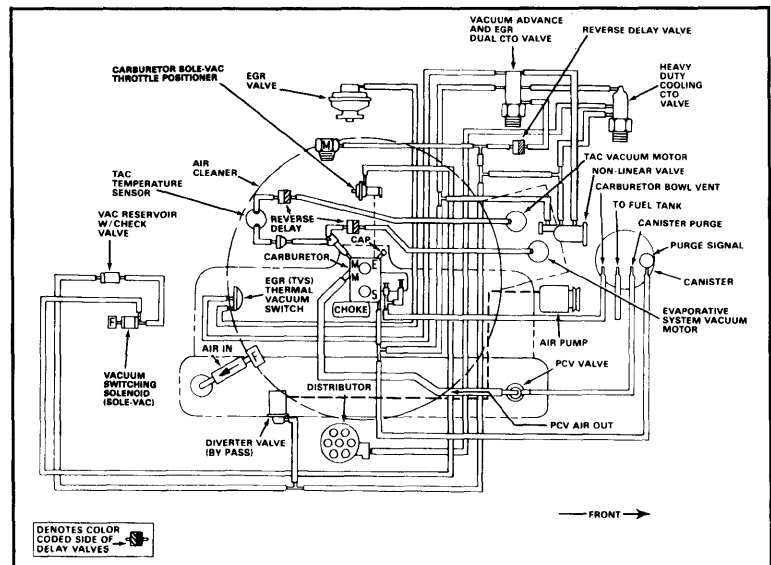 VACUUM ADVANCE
AND EGR
DUAL CTO VALVE
REVERSE DELAY VALVE
CARBURETOR SOLE-VAC
THROTTLE POSITIONER
EGR
VALVE
HEAVY
DUTY
COOLING
CTO
VALVE
M
AIR
CLEANER
TAC
TEMPERATURE
SENSOR
TAC VACUUM MOTOR
NON-LINEAR VALVE
CARBURETOR BOWL VENT
TO FUEL TANK
CANISTER PURGE
VAC RESERVOIR
W/CHECK
VALVE
REVERSE
DELAY
CAP
PURGE SIGNAL
CARBURETOR
M E
M
S
CHOKE
CANISTER
EGR (TVS)
THERMAL
VACUUM
SWITCH
EVAPORATIVE
SYSTEM VACUUM
MOTOR
AIR PUMP
F
VACUUM
SWITCHING
SOLENOID
(SOLE-VAC)
AIR IN
F
PCV VALVE
DISTRIBUTOR
PCV AIR OUT
DIVERTER VALVE
(BY PASS)
FRONT
DENOTES COLOR
CODED SIDE OF
DELAY VALVES